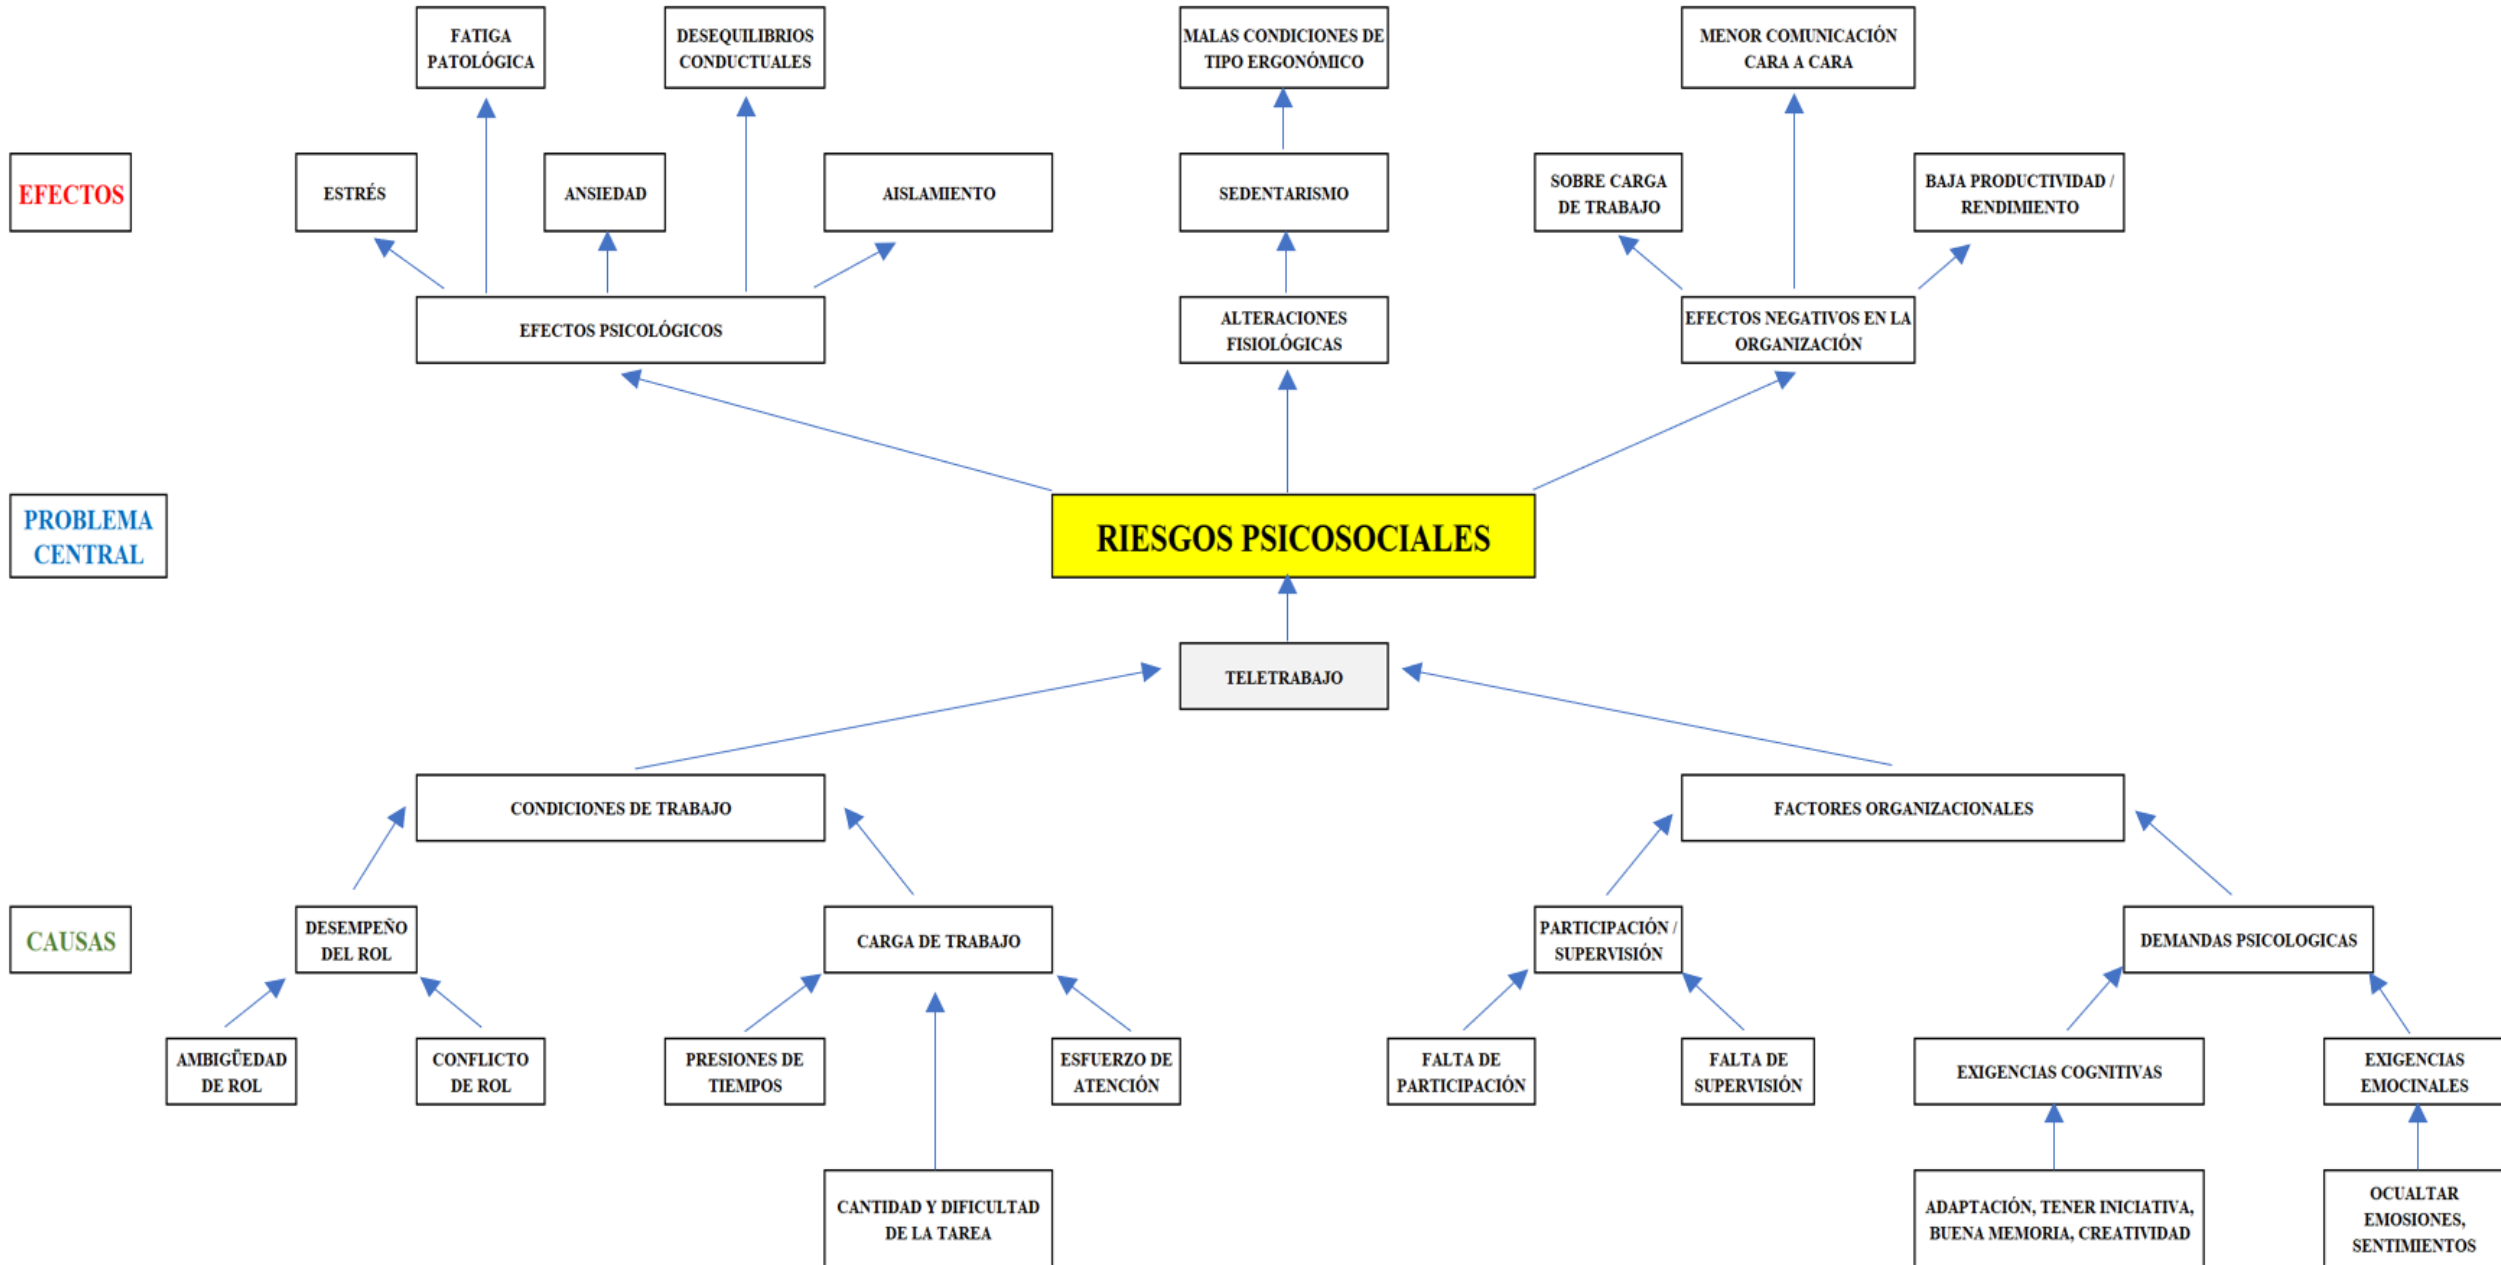 FATIGA
PATOLÓGICA
DESEQUILIBRIOS
CONDUCTUALES
MALAS CONDICIONES DE
TIPO ERGONÓMICO
MENOR COMUNICACIÓN
CARA A CARA
EFECTOS
ESTRÉS
ANSIEDAD
AISLAMIENTO
SEDENTARISMO
SOBRE CARGA
DE TRABAJO
BAJA PRODUCTIVIDAD /
RENDIMIENTO
EFECTOS PSICOLÓGICOS
ALTERACIONES
FISIOLÓGICAS
EFECTOS NEGATIVOS EN LA
ORGANIZACIÓN
PROBLEMA
CENTRAL
RIESGOS PSICOSOCIALES
TELETRABAJO
CONDICIONES DE TRABAJO
FACTORES ORGANIZACIONALES
CAUSAS
DESEMPEÑO
DEL ROL
CARGA DE TRABAJO
PARTICIPACIÓN /
SUPERVISIÓN
DEMANDAS PSICOLOGICAS
AMBIGÜEDAD
DE ROL
CONFLICTO
DE ROL
PRESIONES DE
TIEMPOS
ESFUERZO DE
ATENCIÓN
FALTA DE
PARTICIPACIÓN
FALTA DE
SUPERVISIÓN
EXIGENCIAS COGNITIVAS
EXIGENCIAS
EMOCINALES
CANTIDAD Y DIFICULTAD
DE LA TAREA
ADAPTACIÓN, TENER INICIATIVA,
BUENA MEMORIA, CREATIVIDAD
OCUALTAR
EMOSIONES,
SENTIMIENTOS